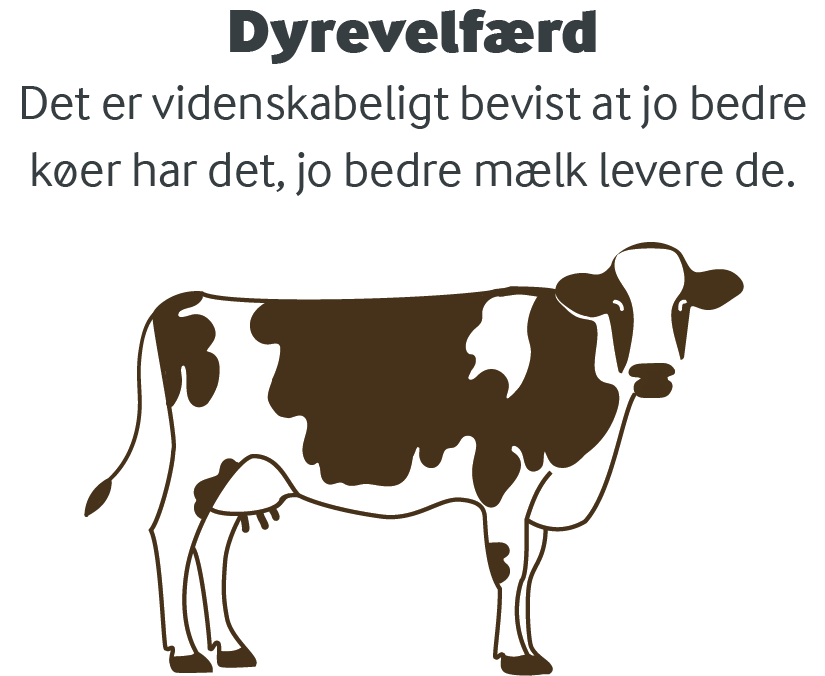 Dyrevelfærd
Det er videnskabeligt bevist at jo bedre
køer har det, jo bedre mælk levere de.